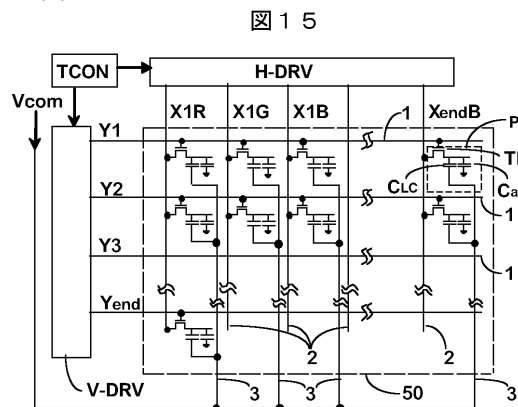 図15
TCON
H-DRV
Vcom
X1R X1G X1B XendB
Y1
1
P
CLC
Y2
1
Y3
1
Yend
2
2
V-DRV
3
3
50
3